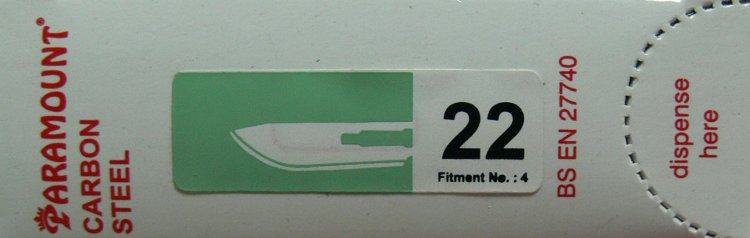 PARAMOUNT®
CARBON
STEEL
22
Fitment No. : 4
BS EN 27740
dispense
here